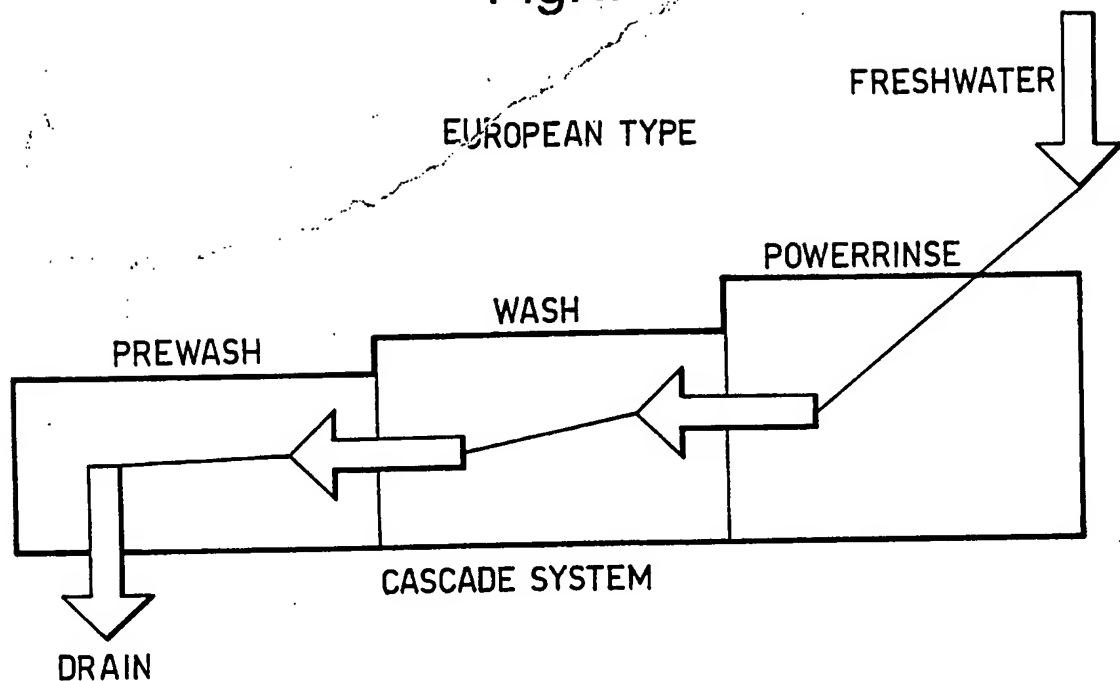 FRESHWATER
EUROPEAN TYPE
POWERRINSE
WASH
PREWASH
CASCADE SYSTEM
DRAIN